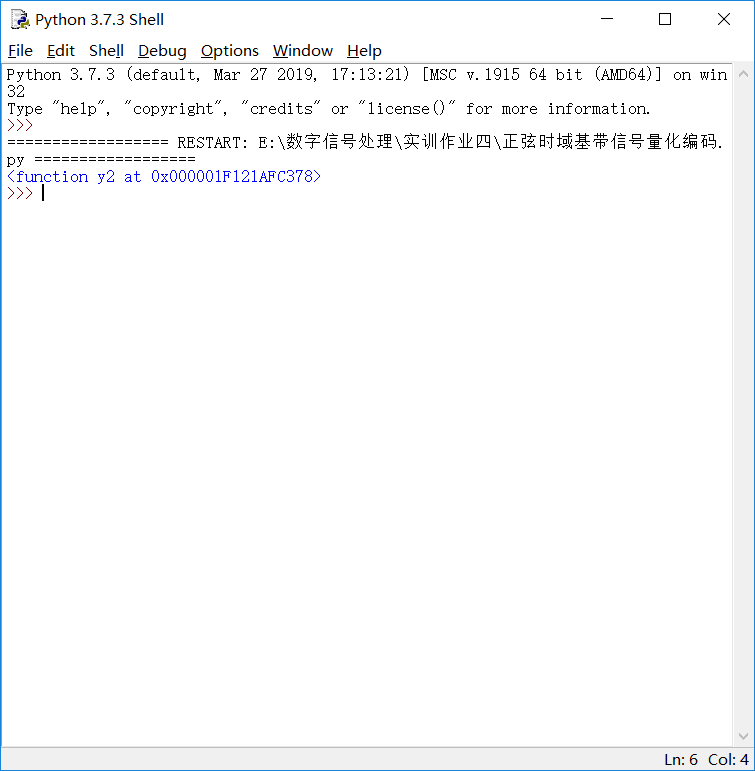 Python 3.7.3 Shell
File Edit Shell Debug Options Window Help
Python 3.7.3 (default, Mar 27 2019, 17:13:21) [MSC v.1915 64 bit (AMD64)] on win
32
Type "help", "copyright", "credits" or "license()" for more information.
>>>
================== RESTART: E:\数字信号处理\实训作业四\正弦时域基带信号量化编码.
py ==================
<function y2 at 0x000001F121AFC378>
>>>
Ln: 6 Col: 4